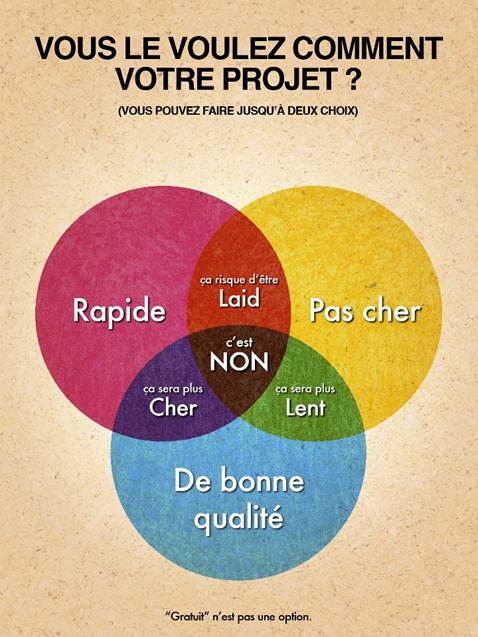 VOUS LE VOULEZ COMMENT
VOTRE PROJET ?
(VOUS POUVEZ FAIRE JUSQU'À DEUX CHOIX)
ça risque d'être
Laid
Rapide
Pas cher
c'est
NON
ça sera plus
Cher
ça sera plus
Lent
De bonne
qualité
"Gratuit" n'est pas une option.